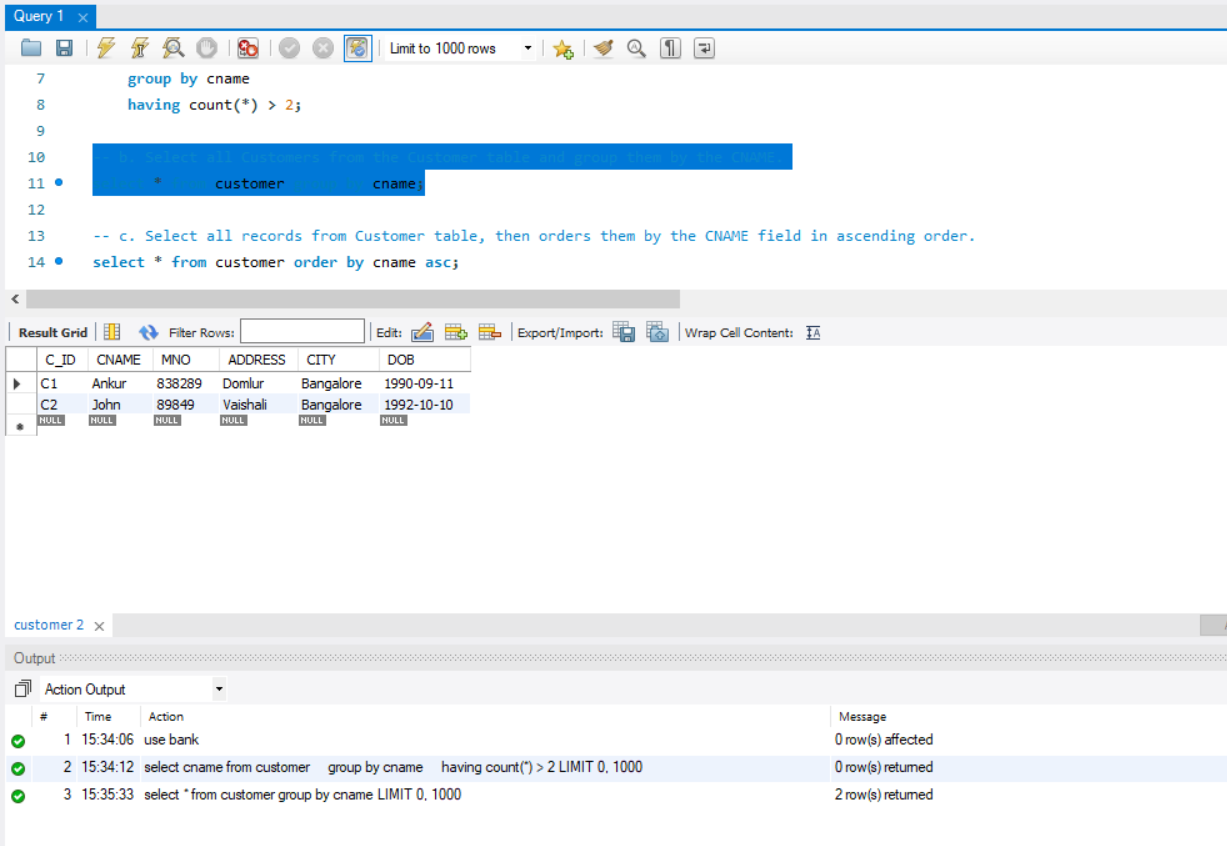 Query 1
Limit to 1000 rows
7 group by cname
8 having count(*) > 2;
9
10 -- b. Select all Customers from the Customer table and group them by the CNAME.
11 * customer cname;
12
13 -- c. Select all records from Customer table, then orders them by the CNAME field in ascending order.
14 select * from customer order by cname asc;
Result Grid Filter Rows: Edit: Export/Import: Wrap Cell Content:
C_ID CNAME MNO ADDRESS CITY DOB
C1 Ankur 838289 Domlur Bangalore 1990-09-11
C2 John 89849 Vaishali Bangalore 1992-10-10
NULL NULL NULL NULL NULL NULL
customer 2
Output
Action Output
# Time Action Message
1 15:34:06 use bank 0 row(s) affected
2 15:34:12 select cname from customer group by cname having count(*) > 2 LIMIT 0, 1000 0 row(s) returned
3 15:35:33 select * from customer group by cname LIMIT 0, 1000 2 row(s) returned